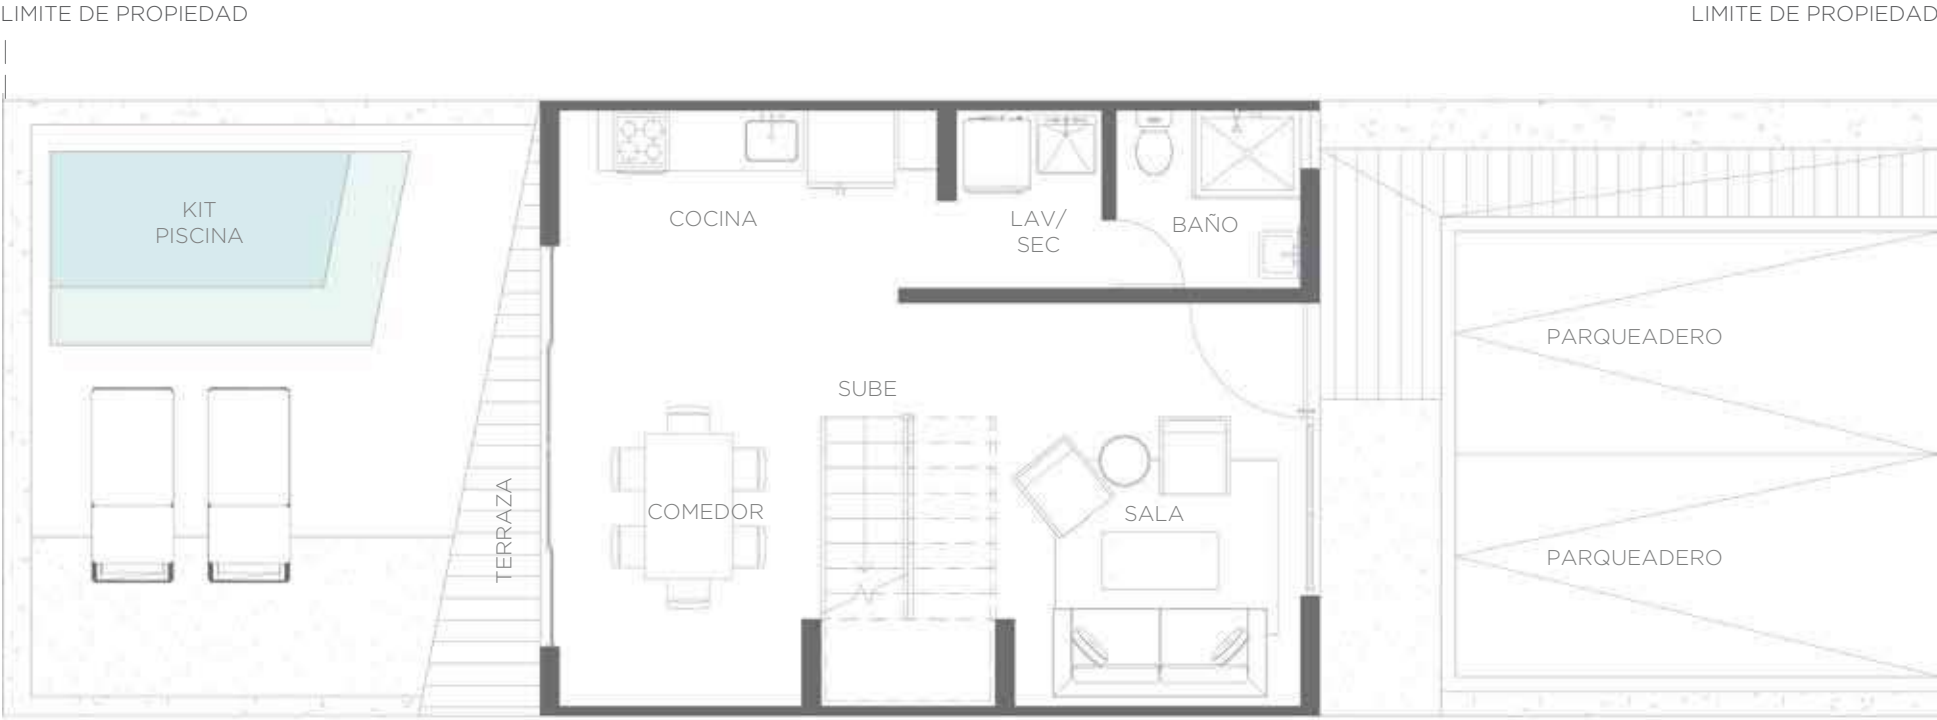 LIMITE DE PROPIEDAD
LIMITE DE PROPIEDAD
KIT
PISCINA
COCINA
LAV/
SEC
BAÑO
PARQUEADERO
SUBE
TERRAZA
COMEDOR
SALA
PARQUEADERO